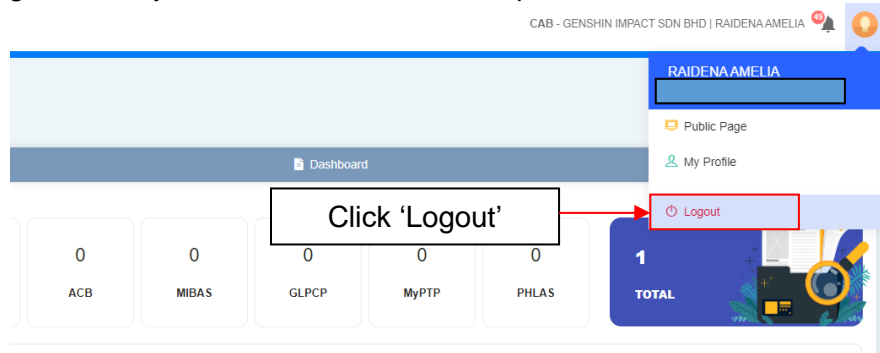 CAB - GENSHIN IMPACT SDN BHD | RAIDENA AMELIA 49
RAIDENA AMELIA
Public Page
My Profile
Logout
Dashboard
Click ‘Logout’
0 0 0 0 0 1
ACB MIBAS GLPCP MyPTP PHLAS TOTAL